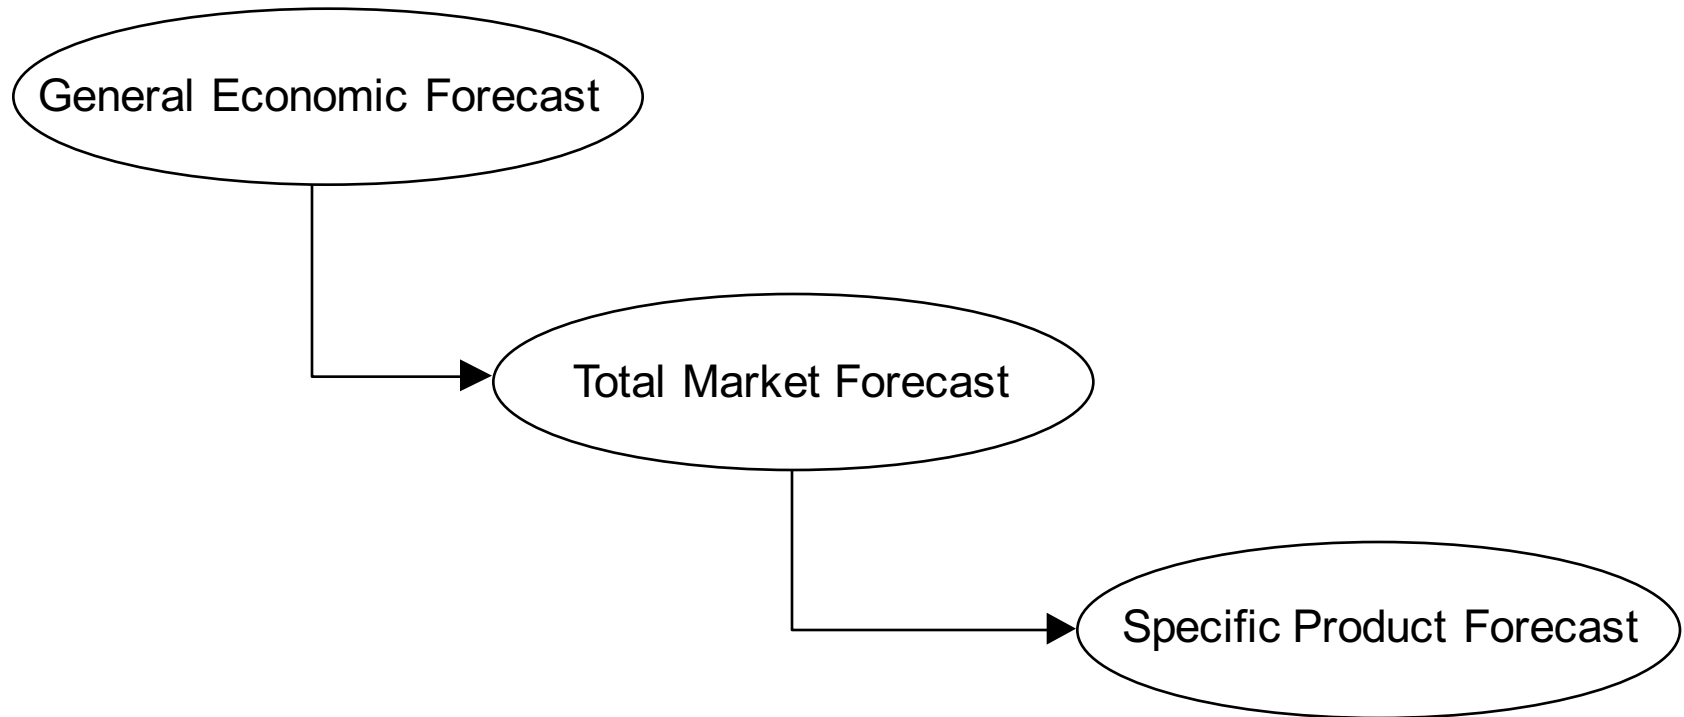 General Economic Forecast
Total Market Forecast
Specific Product Forecast